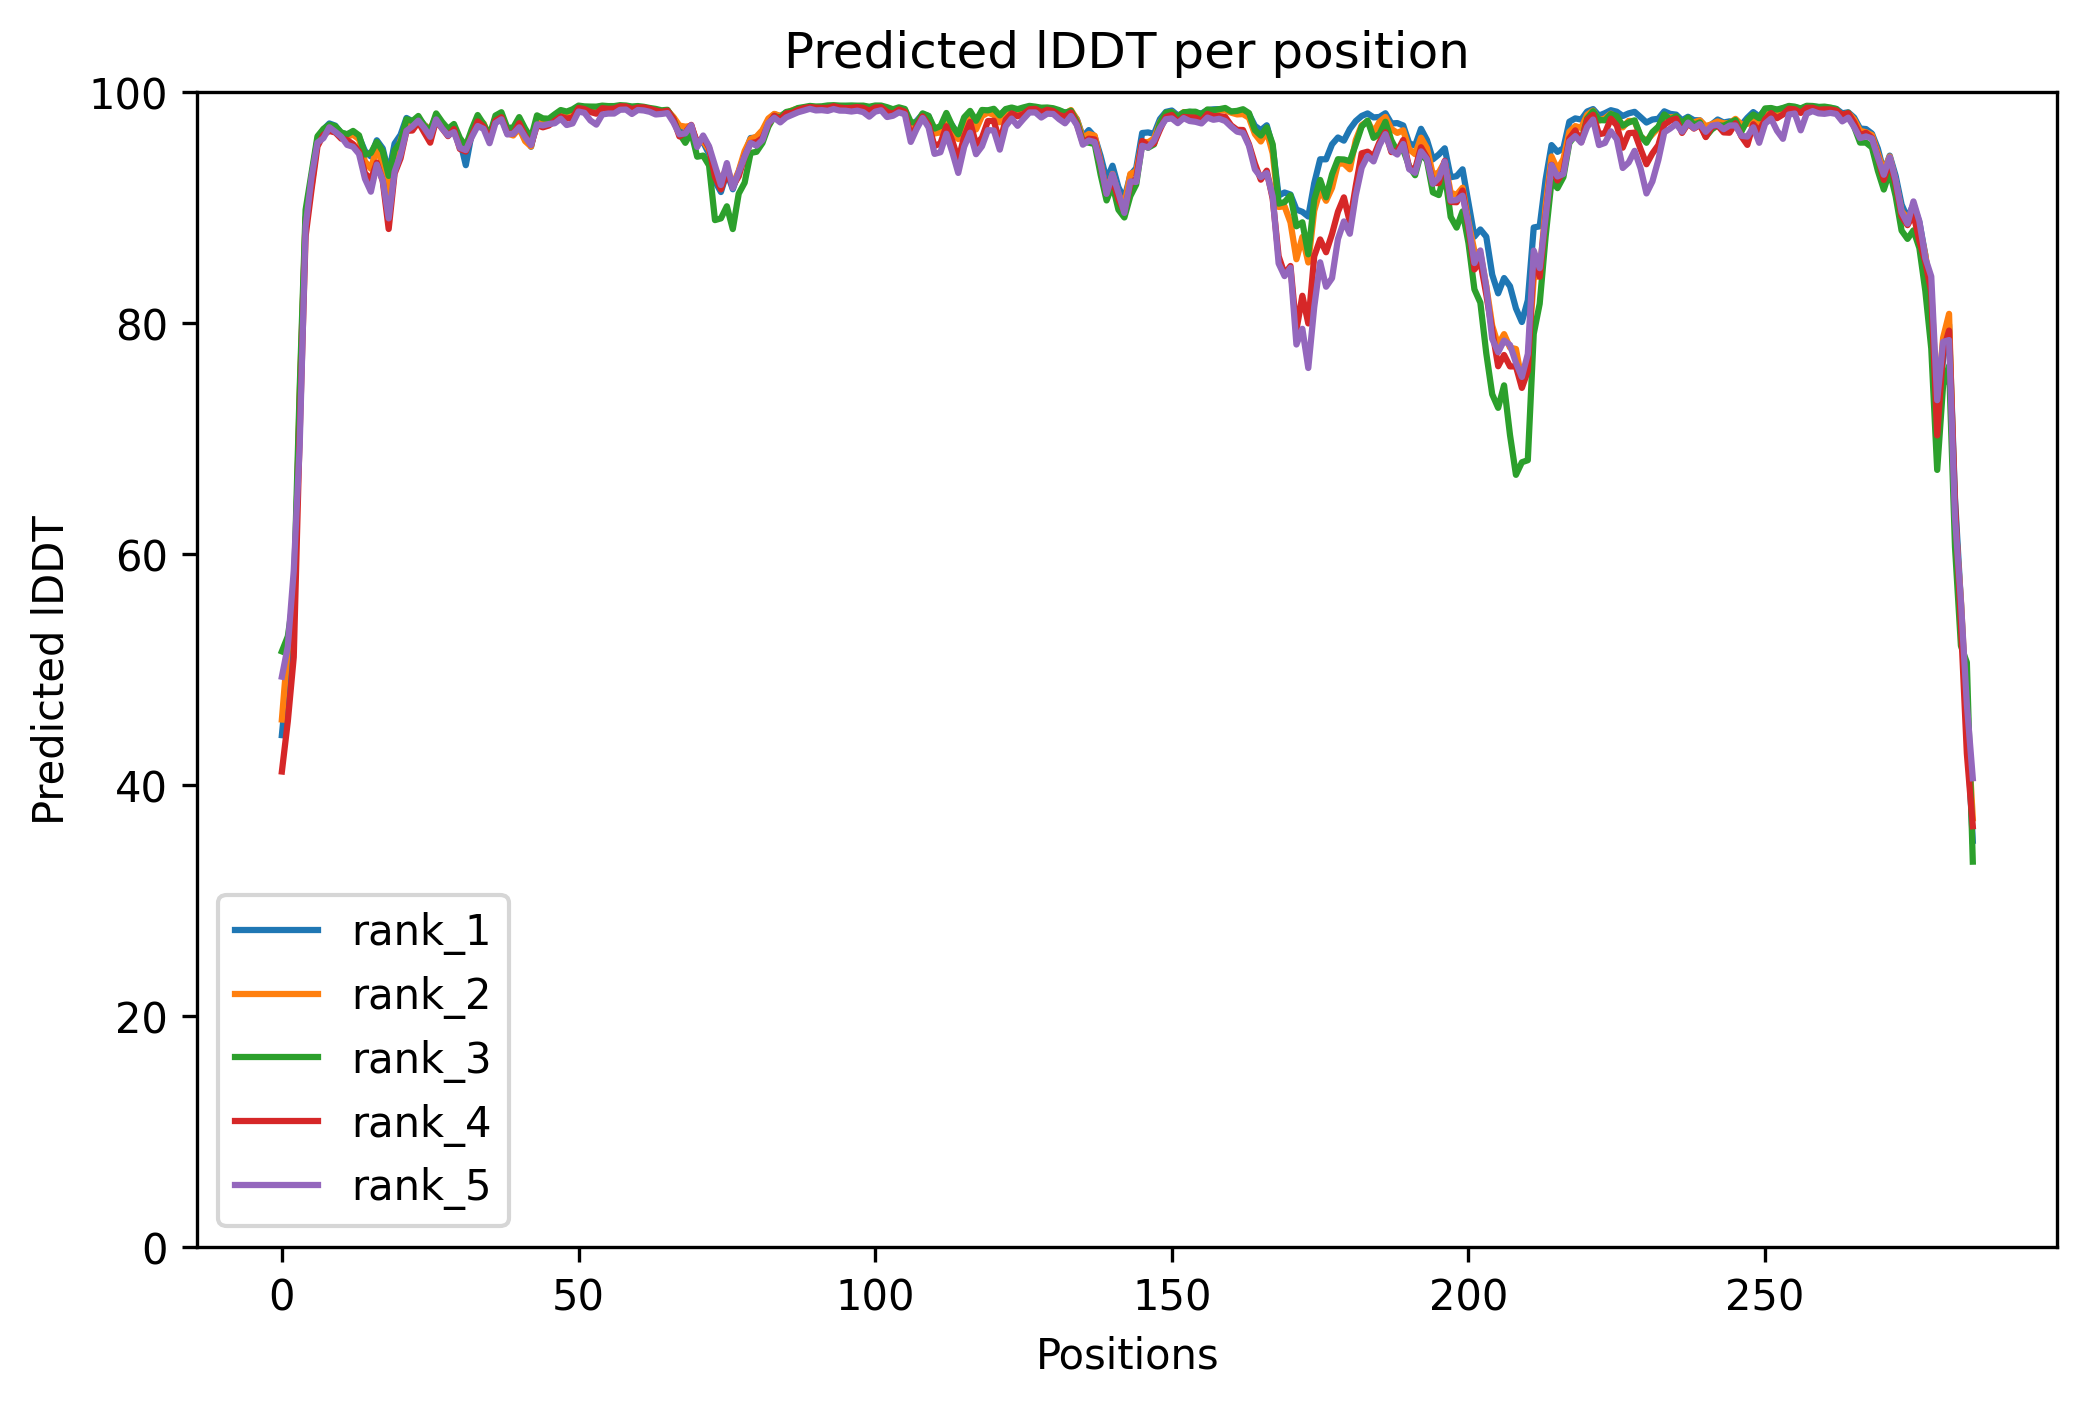 Predicted lDDT per position
100
80
60
40
20
0
Predicted lDDT
rank_1
rank_2
rank_3
rank_4
rank_5
0 50 100 150 200 250
Positions